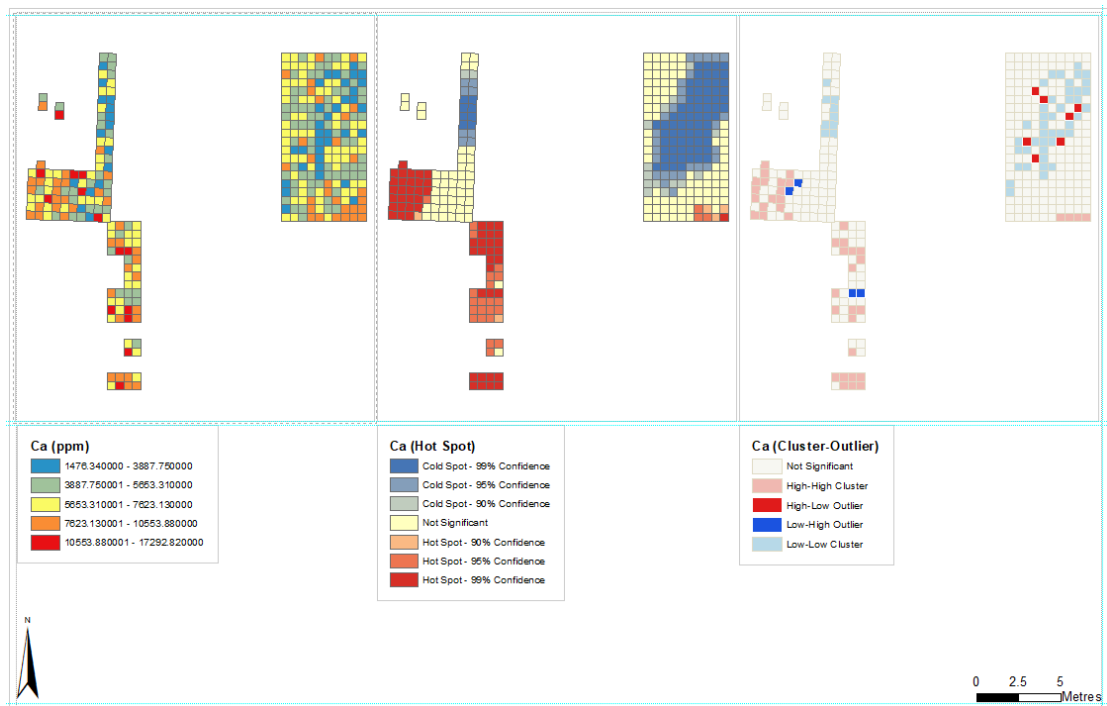 Ca (ppm)
1476.340000 - 3887.750000
3887.750001 - 5653.310000
5653.310001 - 7623.130000
7623.130001 - 10553.880000
10553.880001 - 17292.820000
Ca (Hot Spot)
Cold Spot - 99% Confidence
Cold Spot - 95% Confidence
Cold Spot - 90% Confidence
Not Significant
Hot Spot - 90% Confidence
Hot Spot - 95% Confidence
Hot Spot - 99% Confidence
Ca (Cluster-Outlier)
Not Significant
High-High Cluster
High-Low Outlier
Low-High Outlier
Low-Low Cluster
N
0 2.5 5
Metres